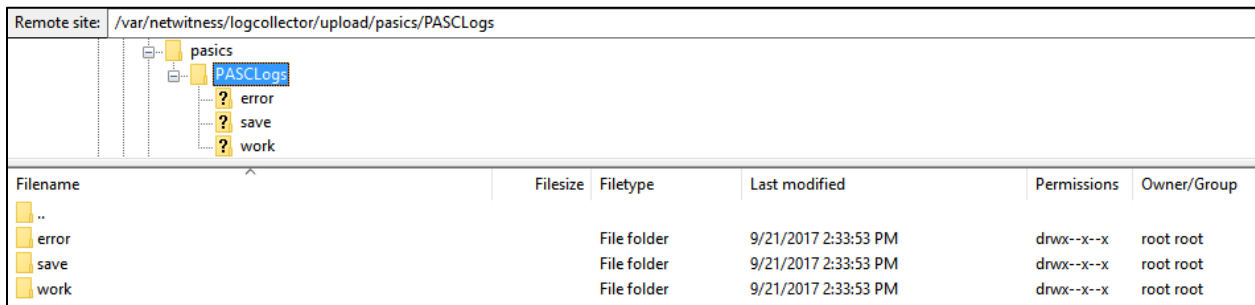 Remote site: /var/netwitness/logcollector/upload/pasics/PASCLogs
pasics
PASCLogs
? error
? save
? work
Filename Filesize Filetype Last modified Permissions Owner/Group
..
error File folder 9/21/2017 2:33:53 PM drwx--x--x root root
save File folder 9/21/2017 2:33:53 PM drwx--x--x root root
work File folder 9/21/2017 2:33:53 PM drwx--x--x root root